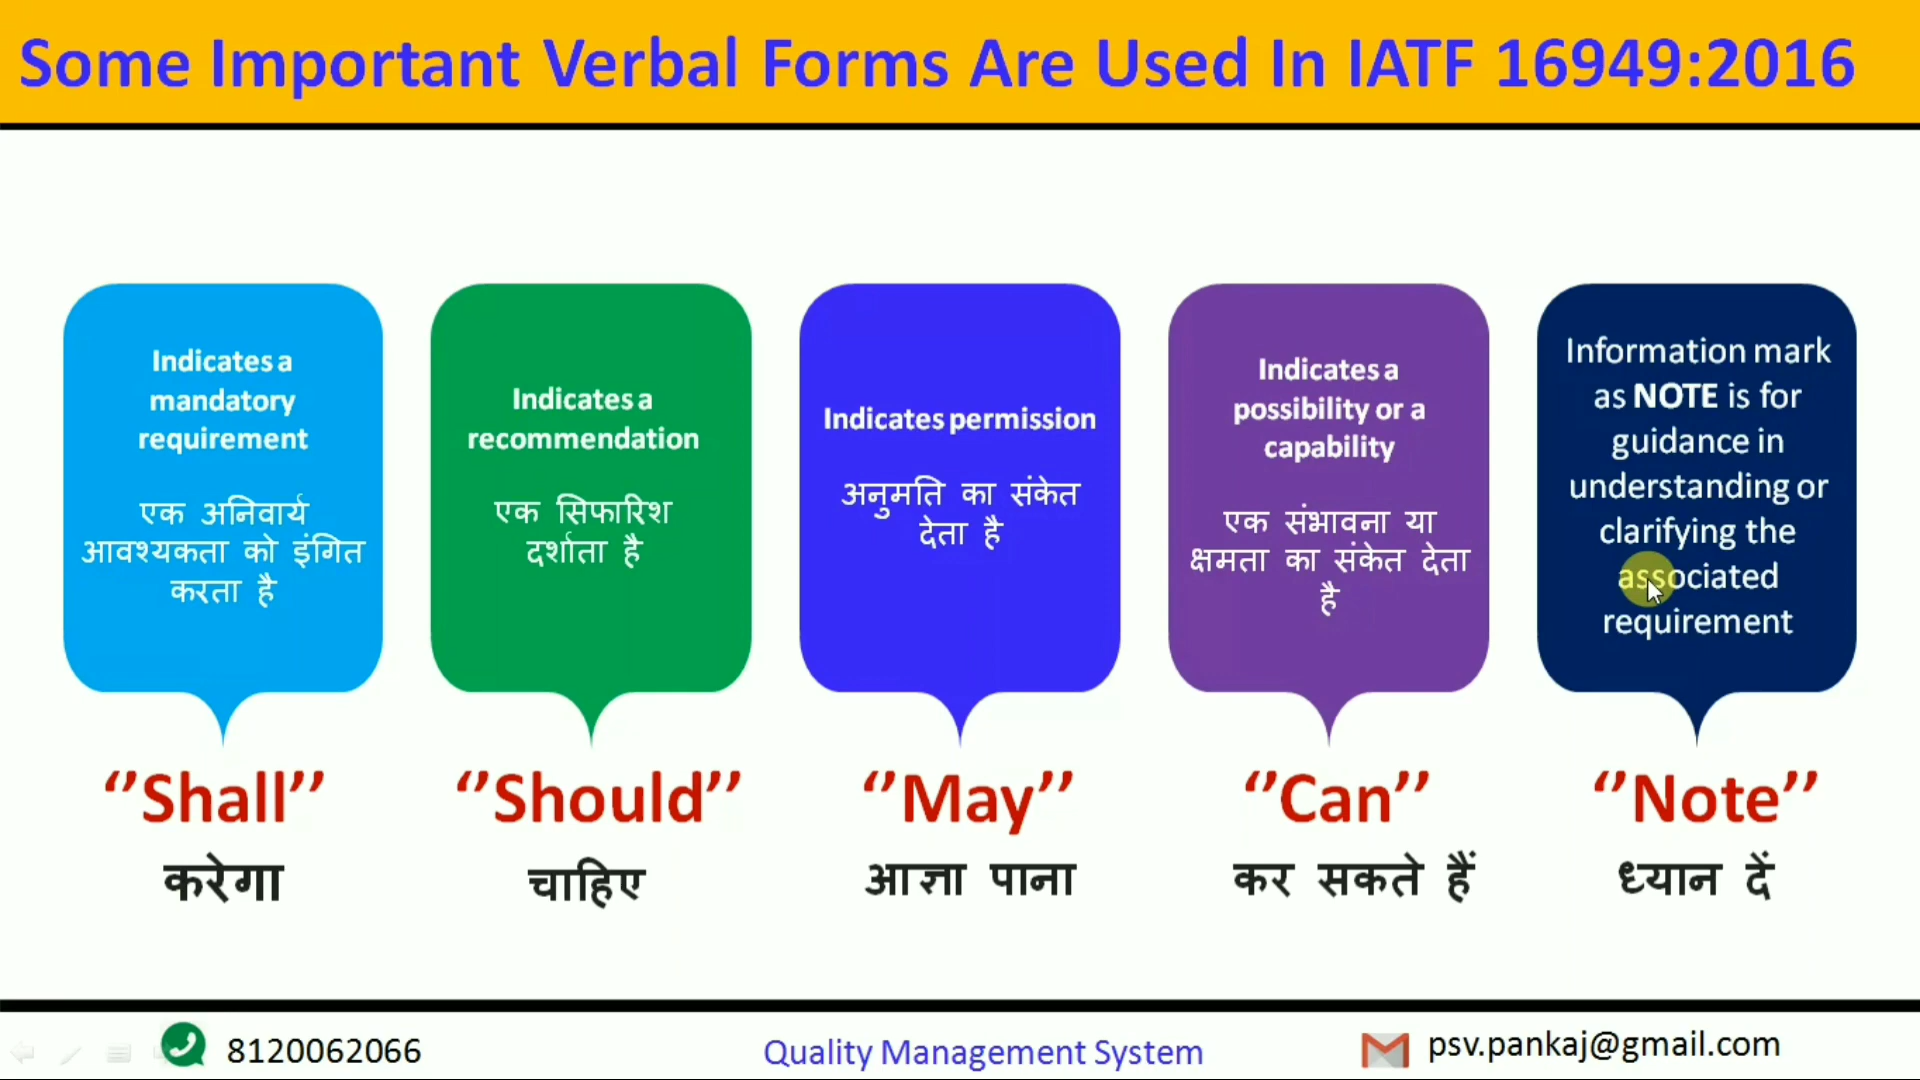 Some Important Verbal Forms Are Used In IATF 16949:2016
Indicates a
mandatory
requirement
एक अनिवार्य
आवश्यकता को इंगित
करता है
Indicates a
recommendation
एक सिफारिश
दर्शाता है
Indicates permission
अनुमति का संकेत
देता है
Indicates a
possibility or a
capability
एक संभावना या
क्षमता का संकेत देता
है
Information mark
as NOTE is for
guidance in
understanding or
clarifying the
associated
requirement
‘’Shall’’
करेगा
‘’Should’’
चाहिए
‘’May’’
आज्ञा पाना
‘’Can’’
कर सकते हैं
‘’Note’’
ध्यान दें
8120062066
Quality Management System
psv.pankaj@gmail.com